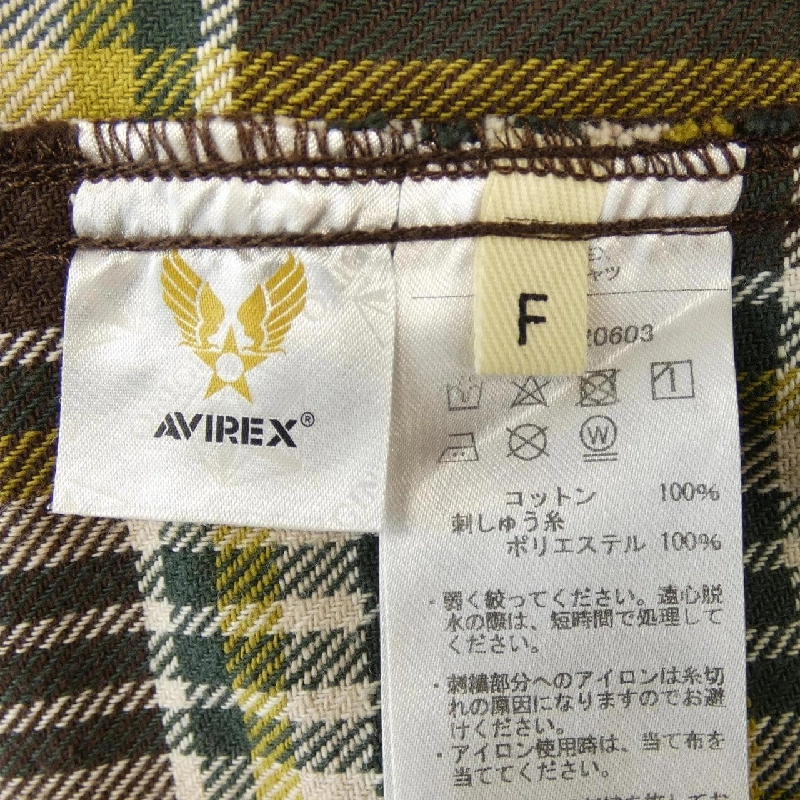 AVIREX®
F
ャツ
0603
W
コットン 100%
刺しゅう糸
ポリエステル 100%
・弱く絞ってください。遠心脱
水の際は、短時間で処理して
ください。
・刺繍部分へのアイロンは糸切
れの原因になりますのでお避
けください。
・アイロン使用時は、当て布を
当ててください。